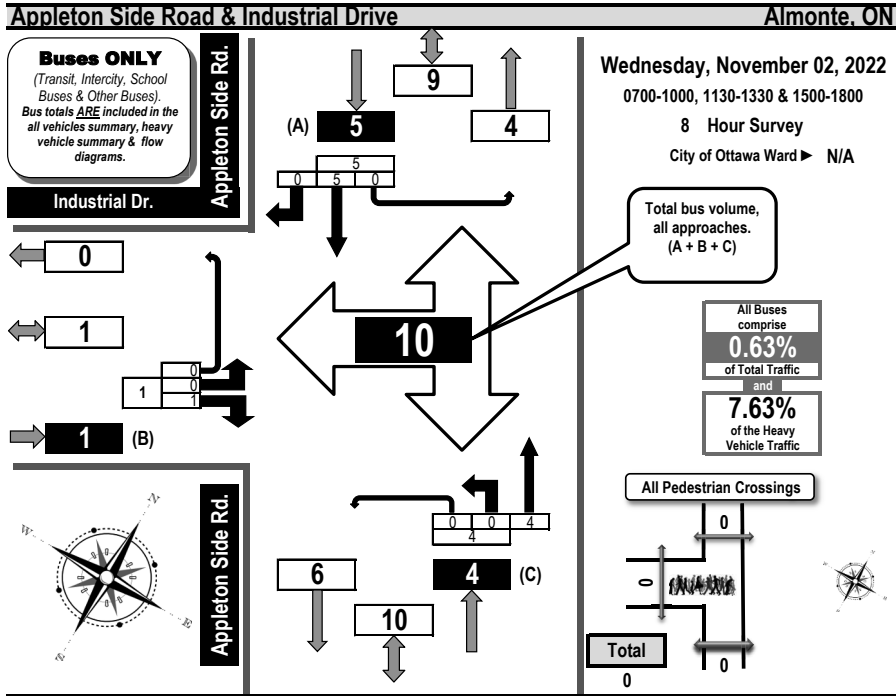 Appleton Side Road & Industrial Drive
Almonte, ON
Buses ONLY
(Transit, Intercity, School
Buses & Other Buses).
Bus totals ARE included in the
all vehicles summary, heavy
vehicle summary & flow
diagrams.
Appleton Side Rd.
Industrial Dr.
9
(A)
5
4
5
0
5
0
Wednesday, November 02, 2022
0700-1000, 1130-1330 & 1500-1800
8 Hour Survey
City of Ottawa Ward ► N/A
Total bus volume,
all approaches.
(A + B + C)
0
1
0
1
0
1
1
(B)
10
All Buses
comprise
0.63%
of Total Traffic
and
7.63%
of the Heavy
Vehicle Traffic
Appleton Side Rd.
N
W
E
S
0
0
4
4
6
4
(C)
10
All Pedestrian Crossings
0
0
0
Total
0